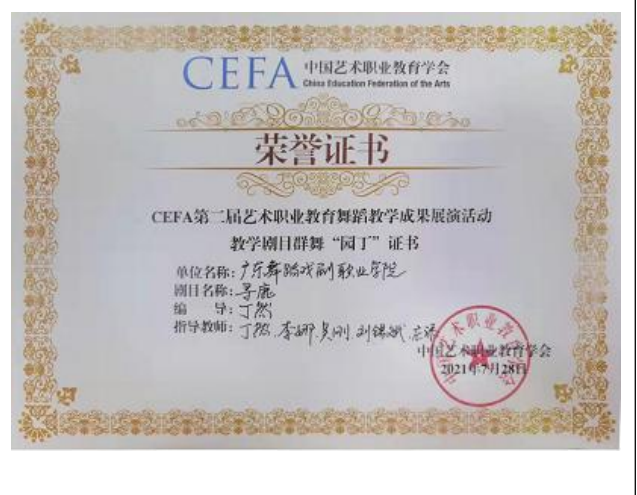 CEFA 中国艺术职业教育学会
China Education Federation of the Arts
荣誉证书
CEFA第二届艺术职业教育舞蹈教学成果展演活动
教学剧目群舞“园丁”证书
单位名称：广东舞蹈戏剧职业学院
剧目名称：寻鹿
编 导：丁然
指导教师：丁然、李娜、吴刚、刘锦娥、
中国艺术职业教育学会
2021年7月28日